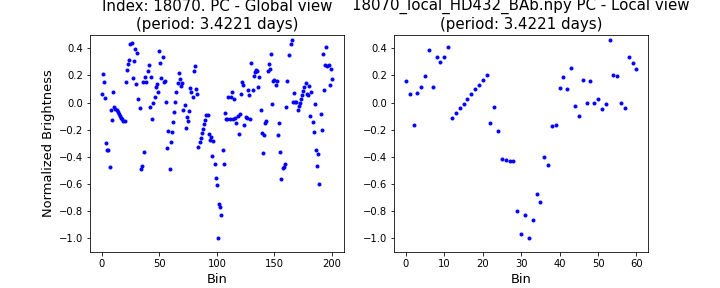 Index: 18070. PC - Global view
(period: 3.4221 days)
18070_local_HD432_BAb.npy PC - Local view
(period: 3.4221 days)
Normalized Brightness
0.4
0.2
0.0
−0.2
−0.4
−0.6
−0.8
−1.0
0 50 100 150 200
Bin
0.4
0.2
0.0
−0.2
−0.4
−0.6
−0.8
−1.0
0 10 20 30 40 50 60
Bin